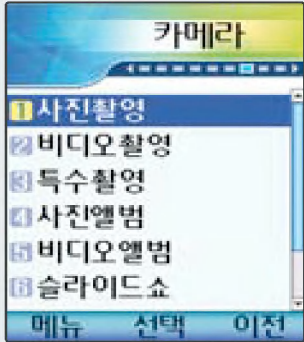 카메라
1 사진촬영
2 비디오촬영
3 특수촬영
4 사진앨범
5 비디오앨범
6 슬라이드쇼
메뉴 선택 이전